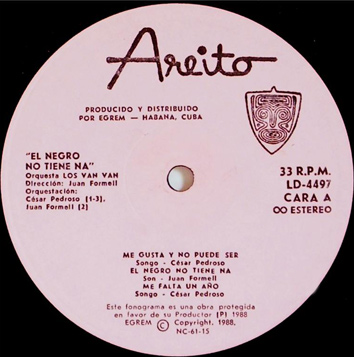 Areito
PRODUCIDO Y DISTRIBUIDO
POR EGREM — HABANA, CUBA
"EL NEGRO
NO TIENE NA"
Orquesta LOS VAN VAN
Dirección: Juan Formell
Orquestación:
César Pedroso [1-3],
Juan Formell [2]
33 R.P.M.
LD-4497
CARA A
OO ESTEREO
ME GUSTA Y NO PUEDE SER
Songo - César Pedroso
EL NEGRO NO TIENE NA
Son - Juan Formell
ME FALTA UN AÑO
Songo - César Pedroso
Este fonograma es una obra protegida
en favor de su Productor [P] 1988
EGREM © Copyright, 1988,
NC-61-15